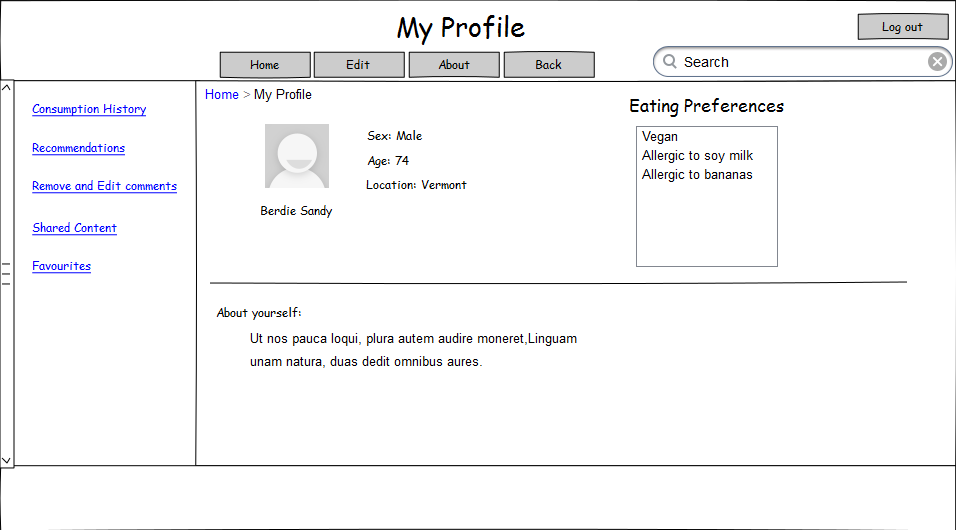 My Profile
Log out
Home
Edit
About
Back
Search
Consumption History
Recommendations
Remove and Edit comments
Shared Content
Favourites
Home > My Profile
Berdie Sandy
Sex: Male
Age: 74
Location: Vermont
Eating Preferences
Vegan
Allergic to soy milk
Allergic to bananas
About yourself:
Ut nos pauca loqui, plura autem audire moneret,Linguam
unam natura, duas dedit omnibus aures.